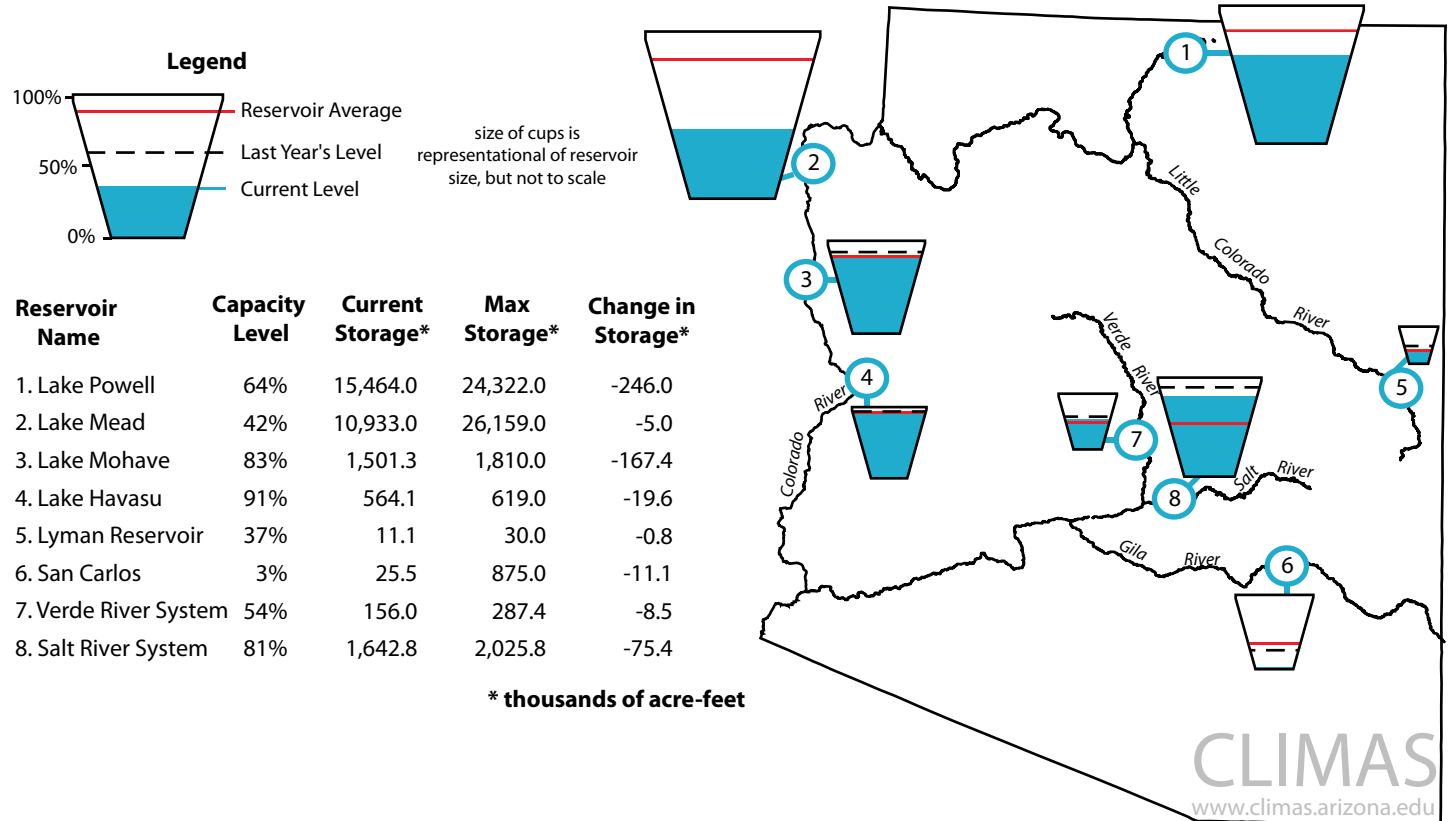 Legend
100%
50%
0%
Reservoir Average
Last Year's Level
Current Level
size of cups is
representational of reservoir
size, but not to scale
Reservoir Name Capacity Level Current Storage* Max Storage* Change in Storage*
1. Lake Powell 64% 15,464.0 24,322.0 -246.0
2. Lake Mead 42% 10,933.0 26,159.0 -5.0
3. Lake Mohave 83% 1,501.3 1,810.0 -167.4
4. Lake Havasu 91% 564.1 619.0 -19.6
5. Lyman Reservoir 37% 11.1 30.0 -0.8
6. San Carlos 3% 25.5 875.0 -11.1
7. Verde River System 54% 156.0 287.4 -8.5
8. Salt River System 81% 1,642.8 2,025.8 -75.4
* thousands of acre-feet
1
2
3
4
5
6
7
8
Little Colorado River
Verde River
Colorado River
Salt River
Gila River
CLIMAS
www.climas.arizona.edu